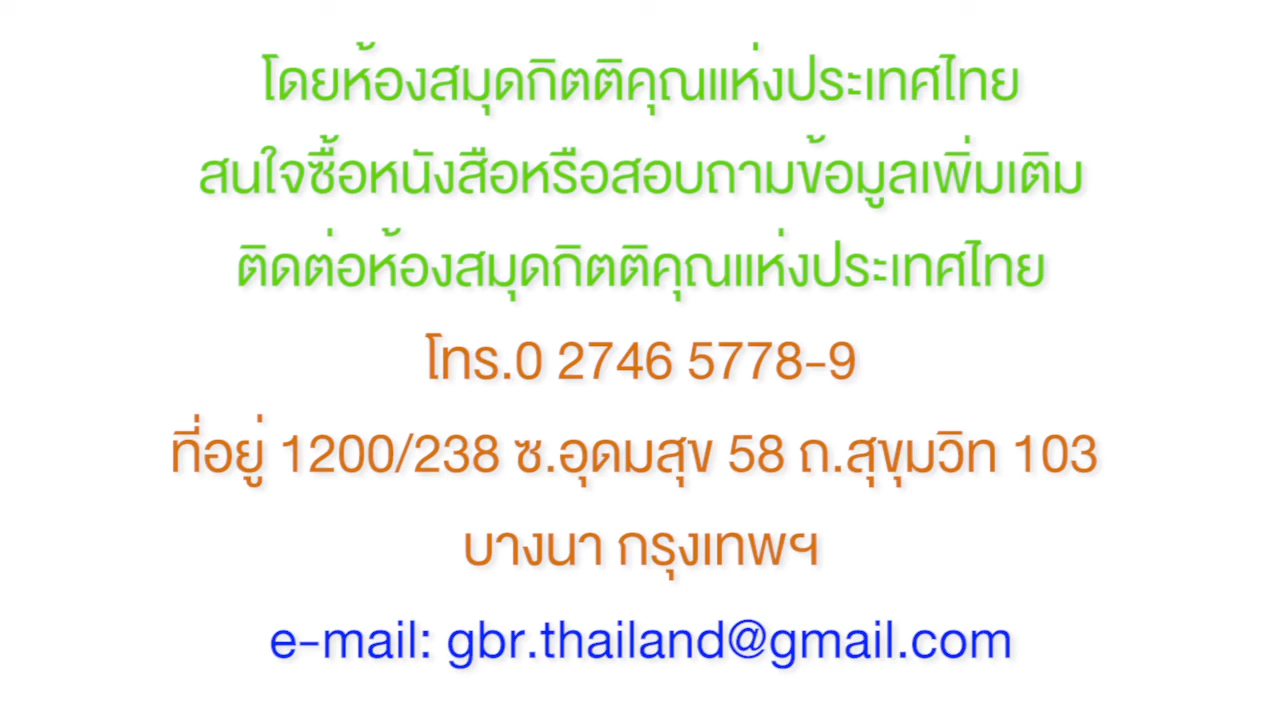 โดยห้องสมุดกิตติคุณแห่งประเทศไทย
สนใจซื้อหนังสือหรือสอบถามข้อมูลเพิ่มเติม
ติดต่อห้องสมุดกิตติคุณแห่งประเทศไทย
โทร.0 2746 5778-9
ที่อยู่ 1200/238 ซ.อุดมสุข 58 ถ.สุขุมวิท 103
บางนา กรุงเทพฯ
e-mail: gbr.thailand@gmail.com